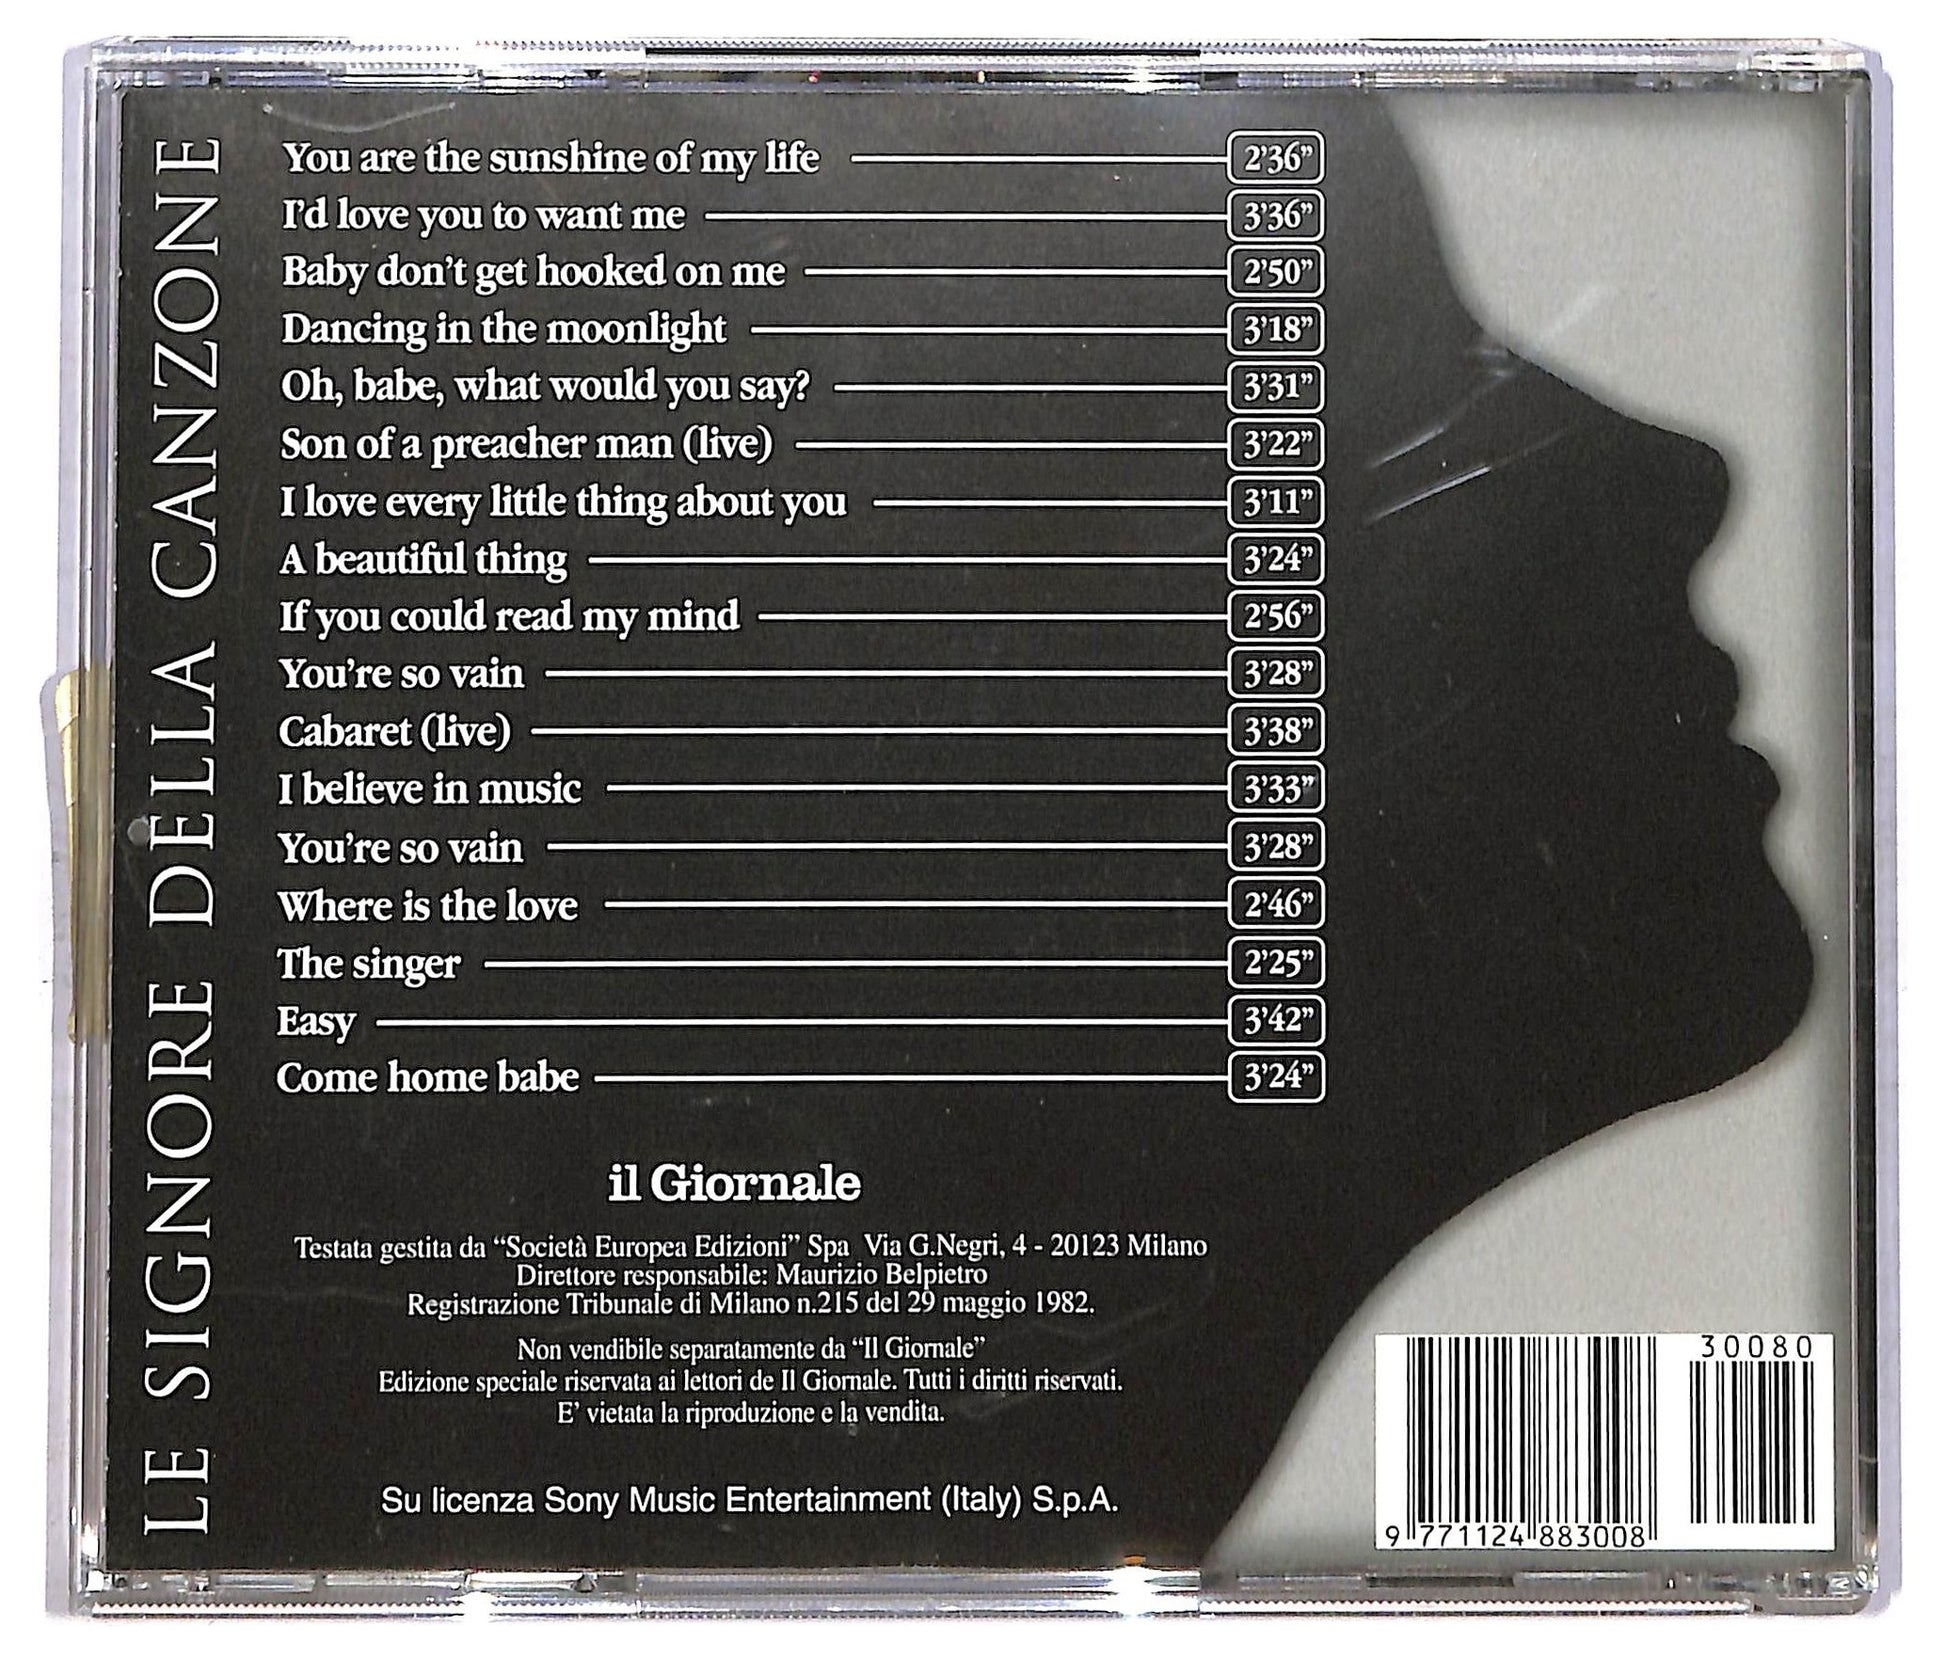 LE SIGNORE DELLA CANZONE
You are the sunshine of my life 2'36"
I'd love you to want me 3'36"
Baby don't get hooked on me 2'50"
Dancing in the moonlight 3'18"
Oh, babe, what would you say? 3'31"
Son of a preacher man (live) 3'22"
I love every little thing about you 3'11"
A beautiful thing 3'24"
If you could read my mind 2'56"
You're so vain 3'28"
Cabaret (live) 3'38"
I believe in music 3'33"
You're so vain 3'28"
Where is the love 2'46"
The singer 2'25"
Easy 3'42"
Come home babe 3'24"
il Giornale
Testata gestita da “Società Europea Edizioni” Spa Via G.Negri, 4 - 20123 Milano
Direttore responsabile: Maurizio Belpietro
Registrazione Tribunale di Milano n.215 del 29 maggio 1982.
Non vendibile separatamente da “Il Giornale”
Edizione speciale riservata ai lettori de Il Giornale. Tutti i diritti riservati.
E' vietata la riproduzione e la vendita.
Su licenza Sony Music Entertainment (Italy) S.p.A.
30080
9 771124 883008